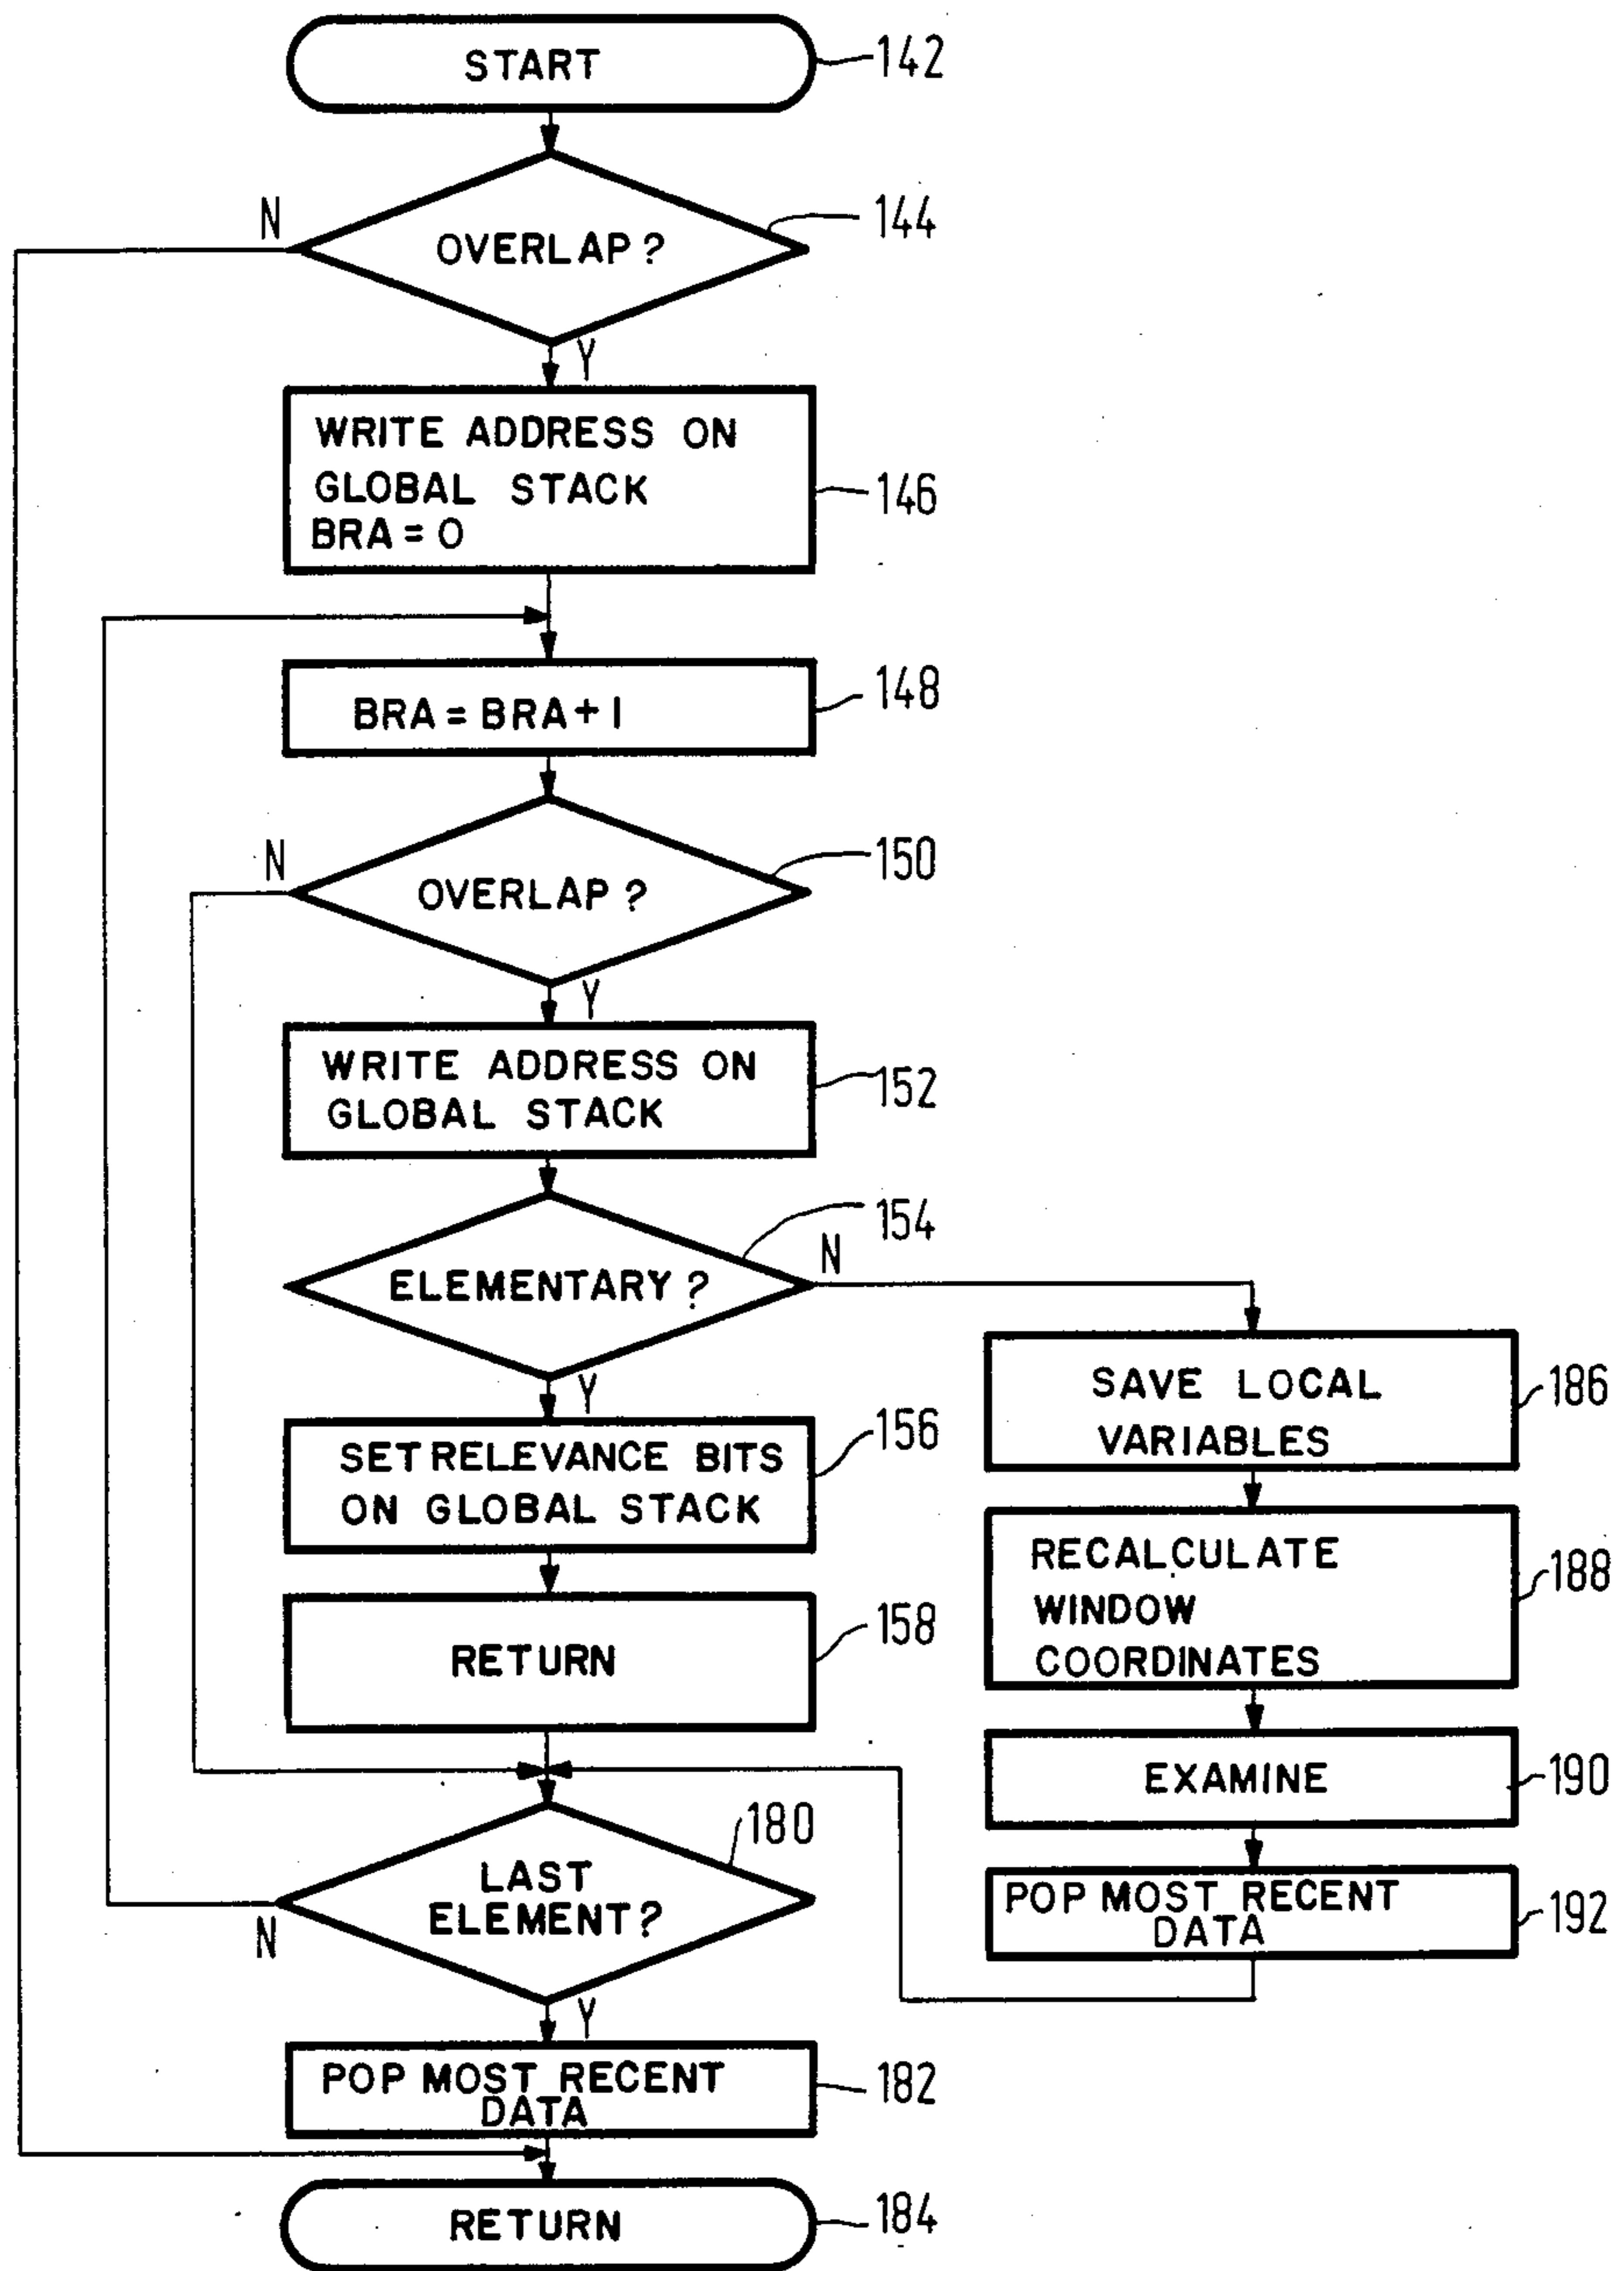 START
142
N
OVERLAP?
144
Y
WRITE ADDRESS ON
GLOBAL STACK
BRA = 0
146
BRA = BRA + 1
148
N
OVERLAP?
150
Y
WRITE ADDRESS ON
GLOBAL STACK
152
ELEMENTARY?
154
N
Y
SAVE LOCAL
VARIABLES
186
SET RELEVANCE BITS
ON GLOBAL STACK
156
RECALCULATE
WINDOW
COORDINATES
188
RETURN
158
EXAMINE
190
LAST
ELEMENT?
180
N
Y
POP MOST RECENT
DATA
192
POP MOST RECENT
DATA
182
RETURN
184